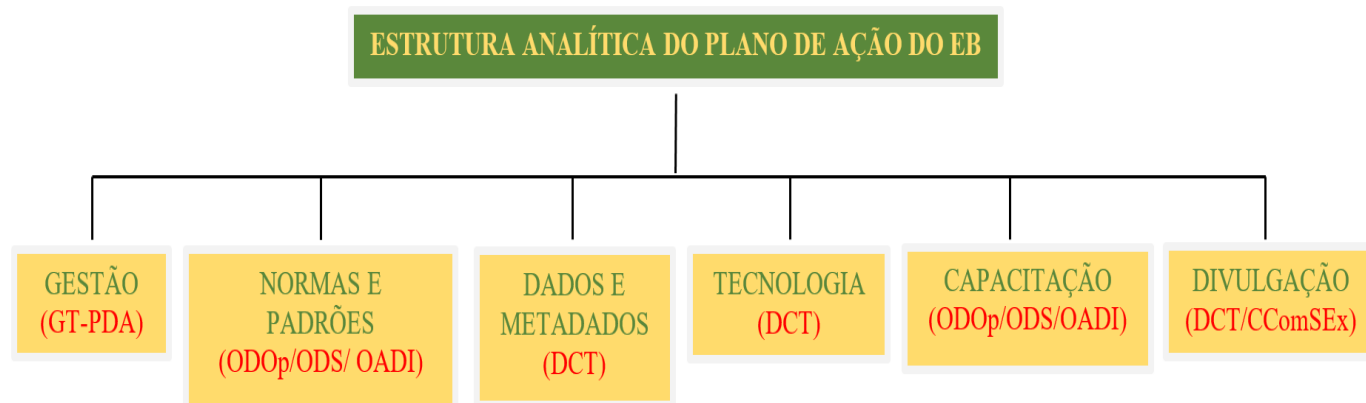 ESTRUTURA ANALÍTICA DO PLANO DE AÇÃO DO EB
GESTÃO
(GT-PDA)
NORMAS E
PADRÕES
(ODOp/ODS/ OADI)
DADOS E
METADADOS
(DCT)
TECNOLOGIA
(DCT)
CAPACITAÇÃO
(ODOp/ODS/OADI)
DIVULGAÇÃO
(DCT/CComSEx)